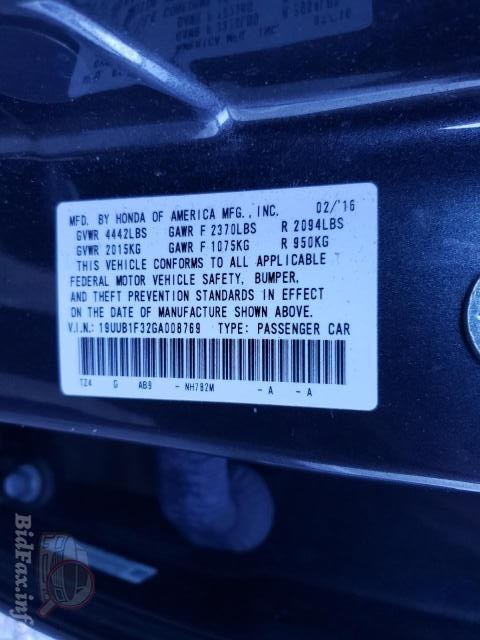 MFD. BY HONDA OF AMERICA MFG., INC. 02/'16
GVWR 4442LBS GAWR F 2370LBS R 2094LBS
GVWR 2015KG GAWR F 1075KG R 950KG
THIS VEHICLE CONFORMS TO ALL APPLICABLE
FEDERAL MOTOR VEHICLE SAFETY, BUMPER,
AND THEFT PREVENTION STANDARDS IN EFFECT
ON THE DATE OF MANUFACTURE SHOWN ABOVE.
V.I.N.: 19UUB1F32GA008769 TYPE: PASSENGER CAR
TZ4 G AB9 - NH782M - A - A
BidFax.info